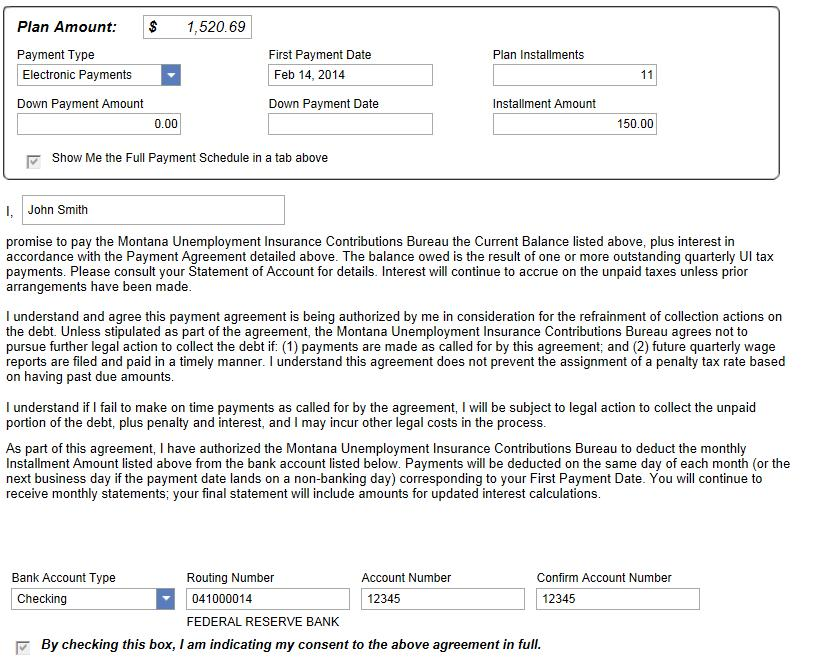 Plan Amount: $ 1,520.69
Payment Type First Payment Date Plan Installments
Electronic Payments Feb 14, 2014 11
Down Payment Amount Down Payment Date Installment Amount
0.00 150.00
Show Me the Full Payment Schedule in a tab above
I, John Smith
promise to pay the Montana Unemployment Insurance Contributions Bureau the Current Balance listed above, plus interest in
accordance with the Payment Agreement detailed above. The balance owed is the result of one or more outstanding quarterly UI tax
payments. Please consult your Statement of Account for details. Interest will continue to accrue on the unpaid taxes unless prior
arrangements have been made.
I understand and agree this payment agreement is being authorized by me in consideration for the refrainment of collection actions on
the debt. Unless stipulated as part of the agreement, the Montana Unemployment Insurance Contributions Bureau agrees not to
pursue further legal action to collect the debt if: (1) payments are made as called for by this agreement; and (2) future quarterly wage
reports are filed and paid in a timely manner. I understand this agreement does not prevent the assignment of a penalty tax rate based
on having past due amounts.
I understand if I fail to make on time payments as called for by the agreement, I will be subject to legal action to collect the unpaid
portion of the debt, plus penalty and interest, and I may incur other legal costs in the process.
As part of this agreement, I have authorized the Montana Unemployment Insurance Contributions Bureau to deduct the monthly
Installment Amount listed above from the bank account listed below. Payments will be deducted on the same day of each month (or the
next business day if the payment date lands on a non-banking day) corresponding to your First Payment Date. You will continue to
receive monthly statements; your final statement will include amounts for updated interest calculations.
Bank Account Type Routing Number Account Number Confirm Account Number
Checking 041000014 12345 12345
FEDERAL RESERVE BANK
By checking this box, I am indicating my consent to the above agreement in full.